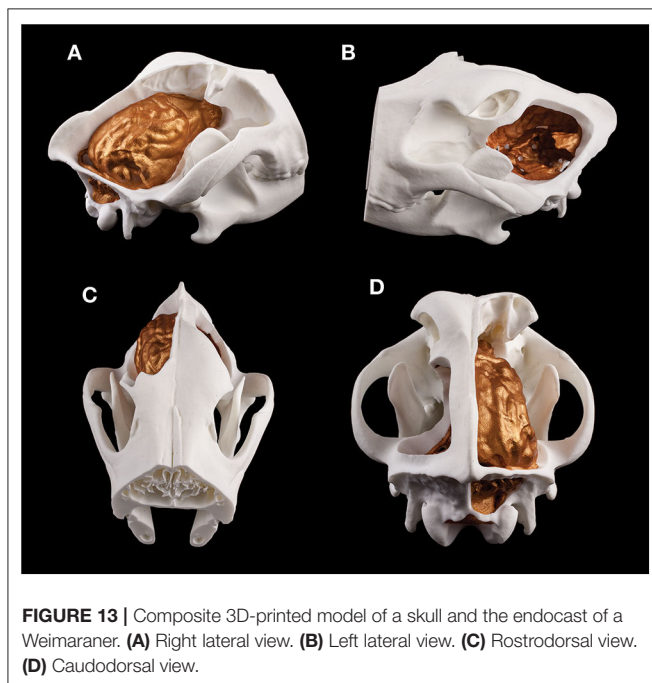 A
B
C
D
FIGURE 13 | Composite 3D-printed model of a skull and the endocast of a
Weimaraner. (A) Right lateral view. (B) Left lateral view. (C) Rostrodorsal view.
(D) Caudodorsal view.